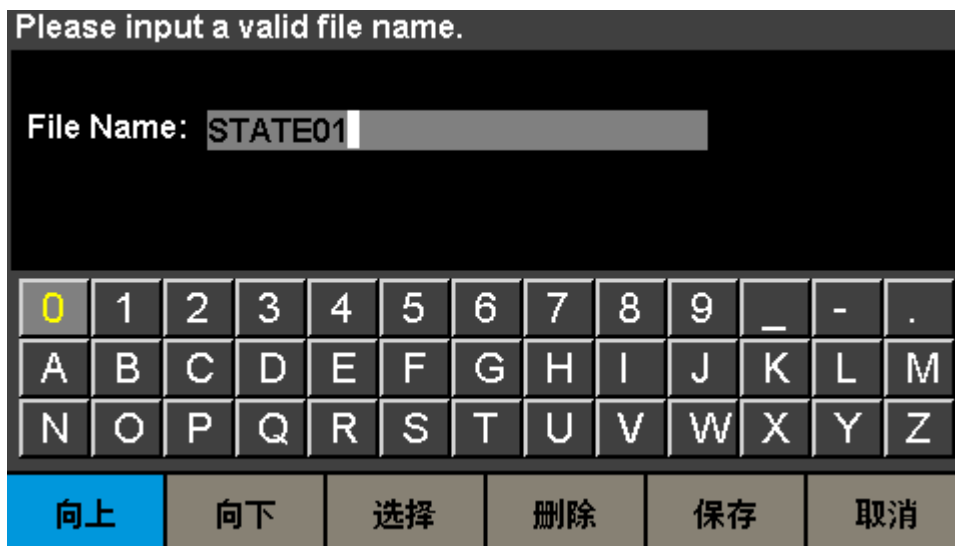 Please input a valid file name.
File Name: STATE01
0 1 2 3 4 5 6 7 8 9 _ - .
A B C D E F G H I J K L M
N O P Q R S T U V W X Y Z
向上 向下 选择 删除 保存 取消